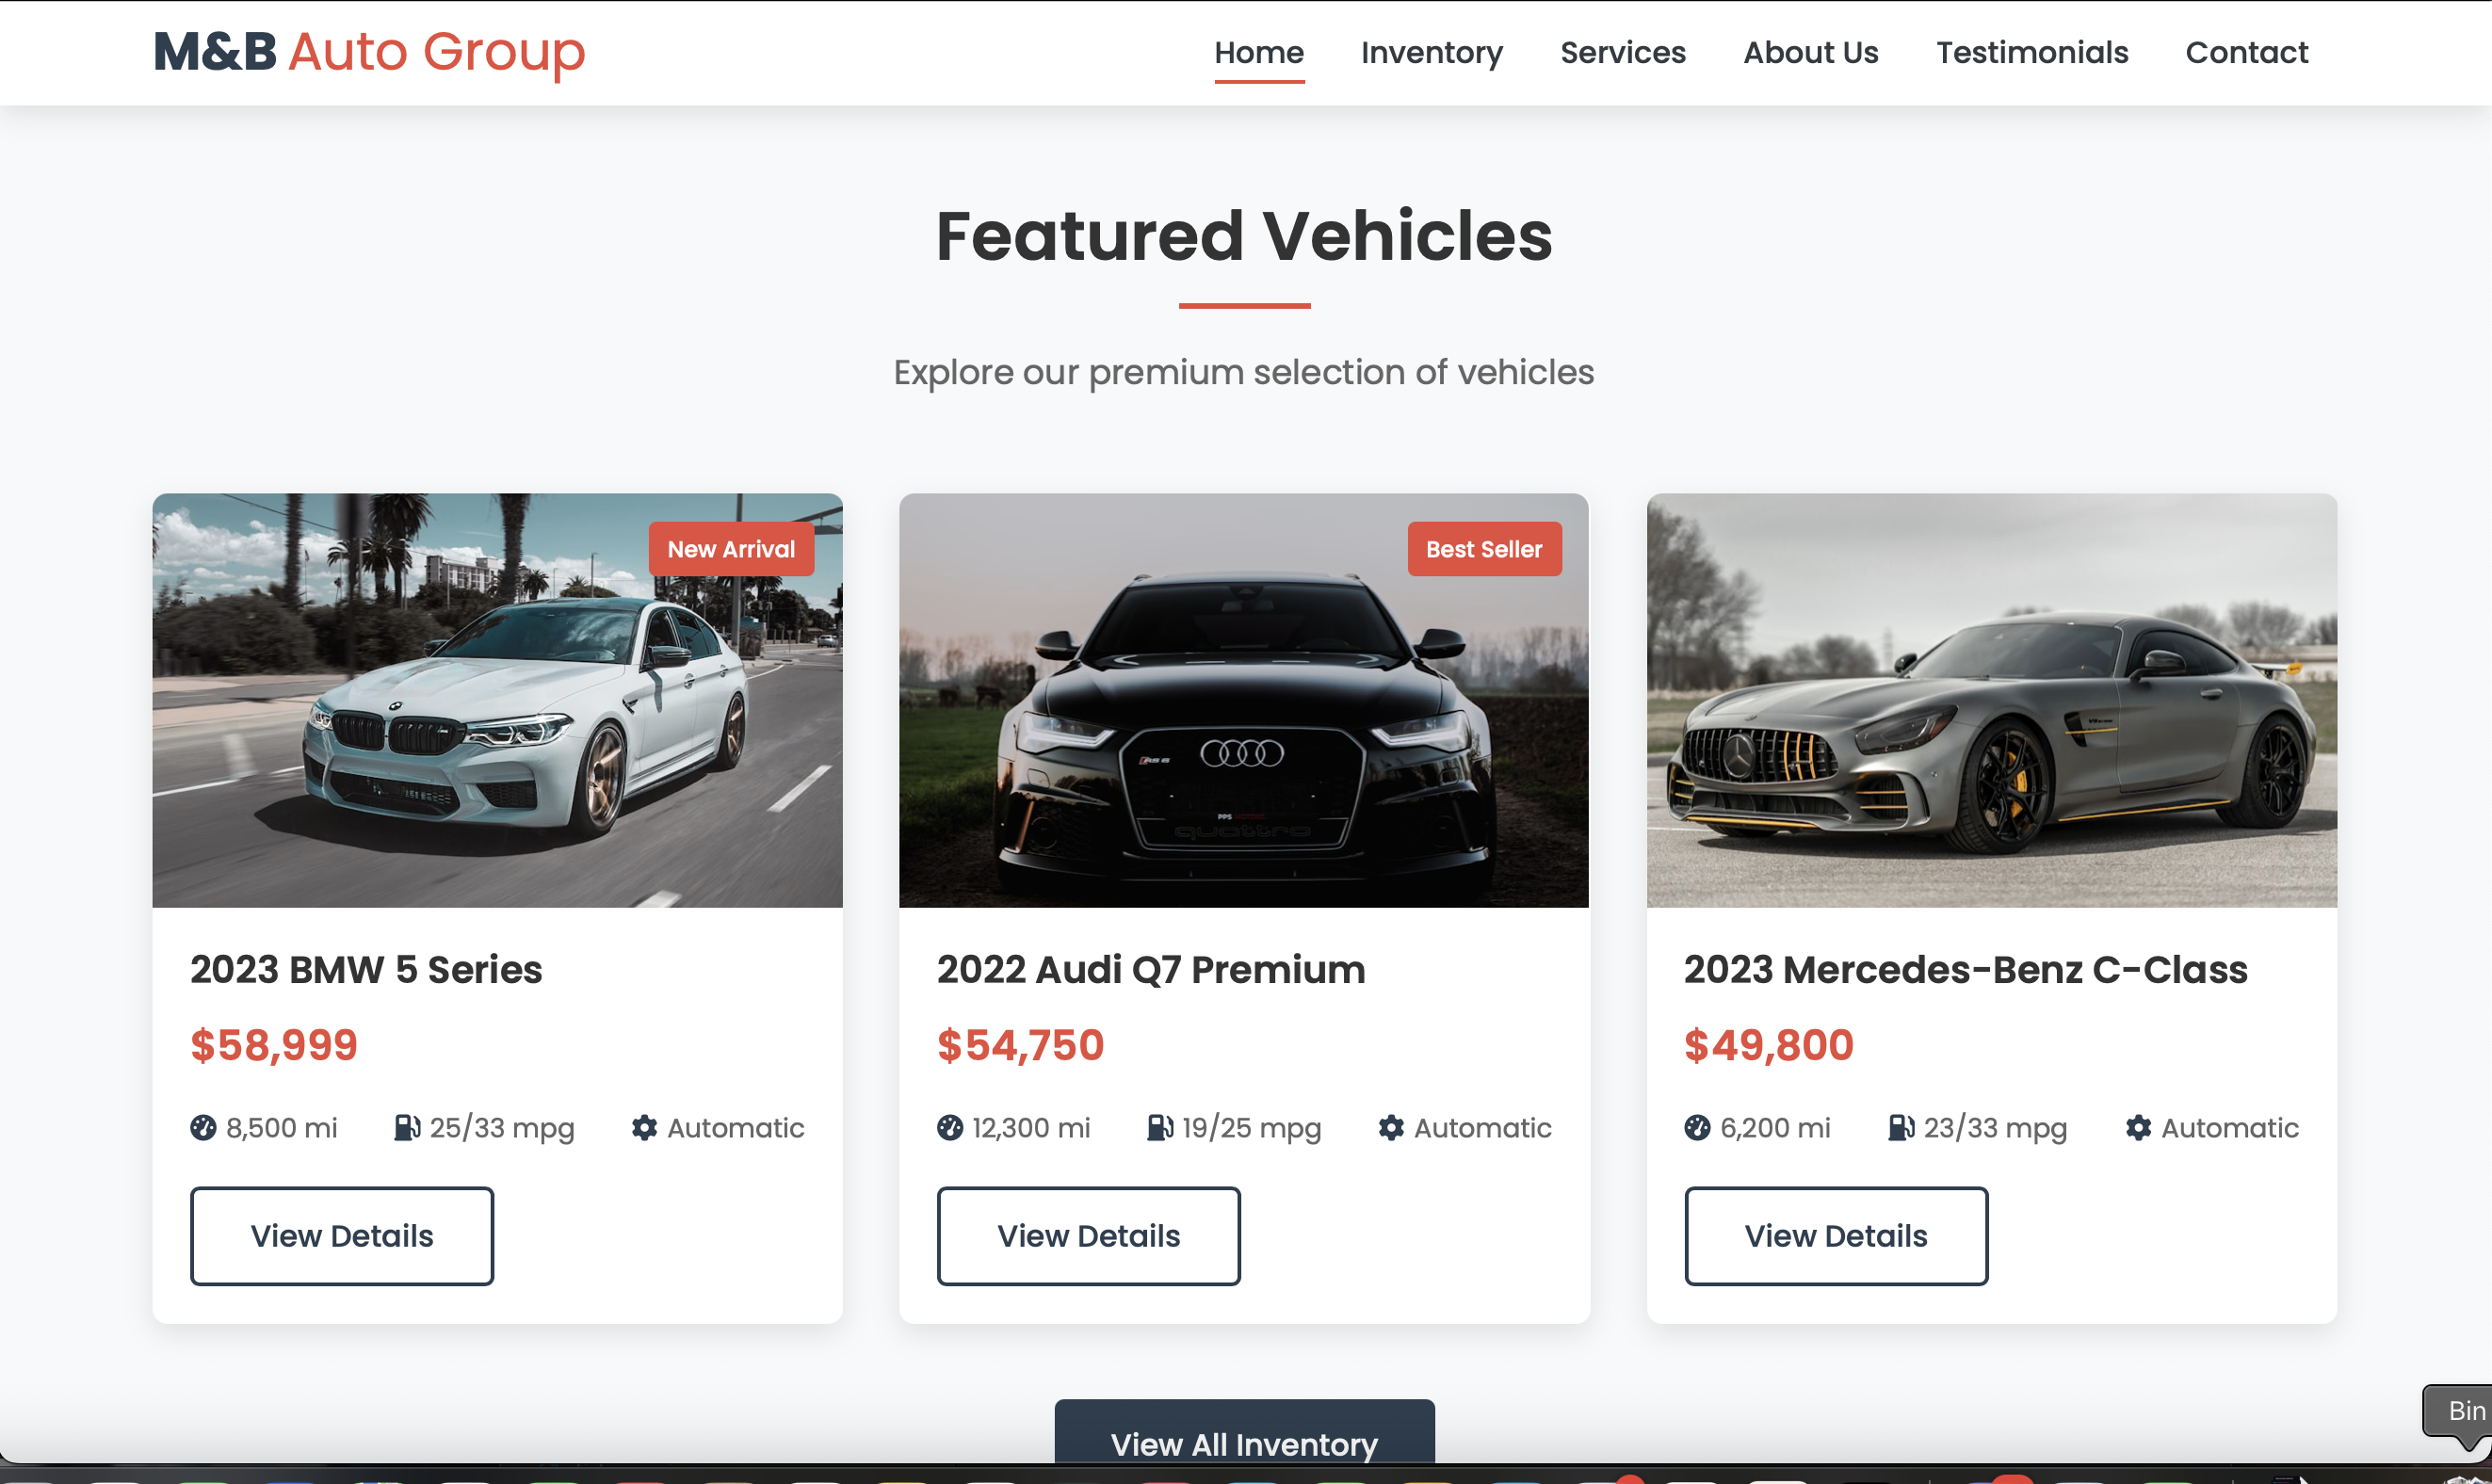 M&B Auto Group
Home Inventory Services About Us Testimonials Contact
Featured Vehicles
Explore our premium selection of vehicles
New Arrival
Best Seller
RS 6
quattro
2023 BMW 5 Series
$58,999
8,500 mi 25/33 mpg Automatic
View Details
2022 Audi Q7 Premium
$54,750
12,300 mi 19/25 mpg Automatic
View Details
2023 Mercedes-Benz C-Class
$49,800
6,200 mi 23/33 mpg Automatic
View Details
View All Inventory
Bin